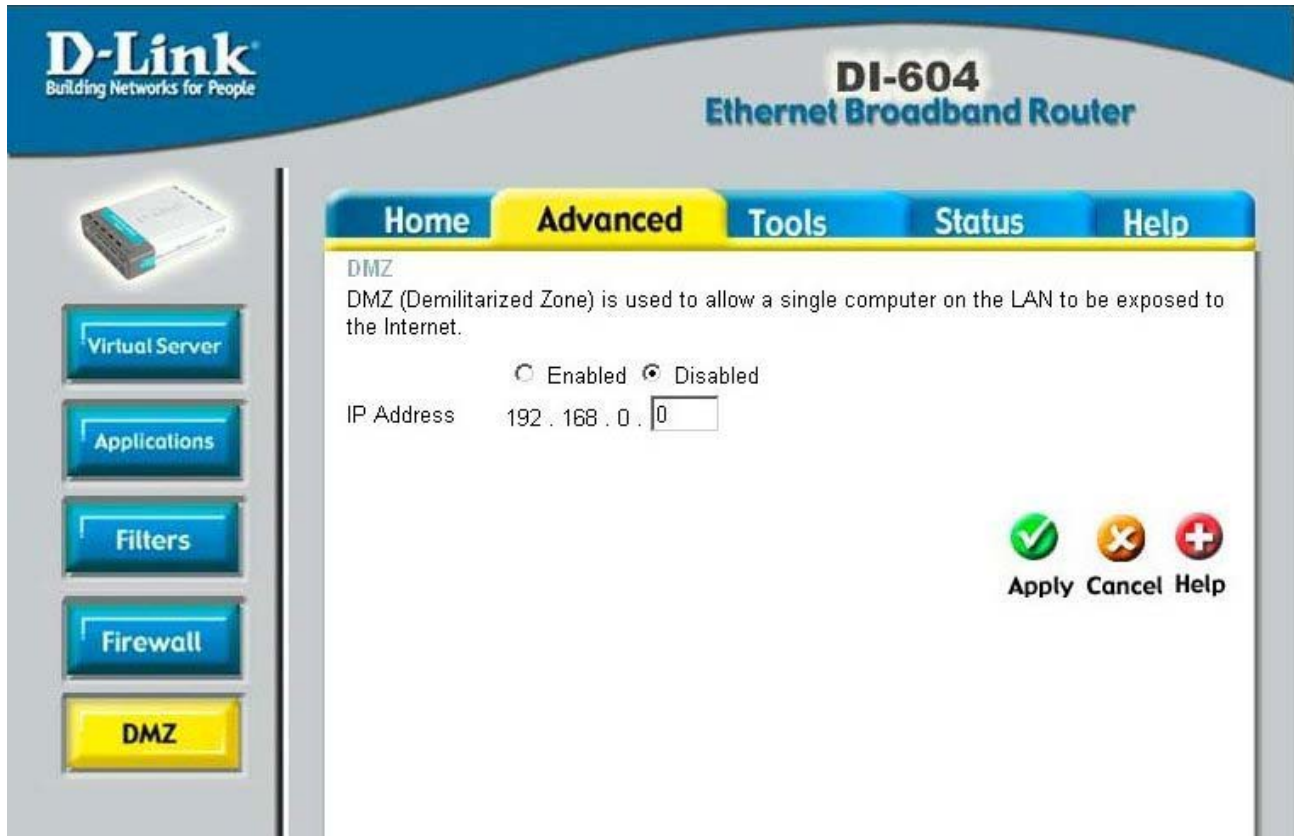 D-Link
Building Networks for People
DI-604
Ethernet Broadband Router
Home Advanced Tools Status Help
DMZ
DMZ (Demilitarized Zone) is used to allow a single computer on the LAN to be exposed to
the Internet.
Enabled Disabled
IP Address 192 . 168 . 0 . 0
Apply Cancel Help
Virtual Server
Applications
Filters
Firewall
DMZ